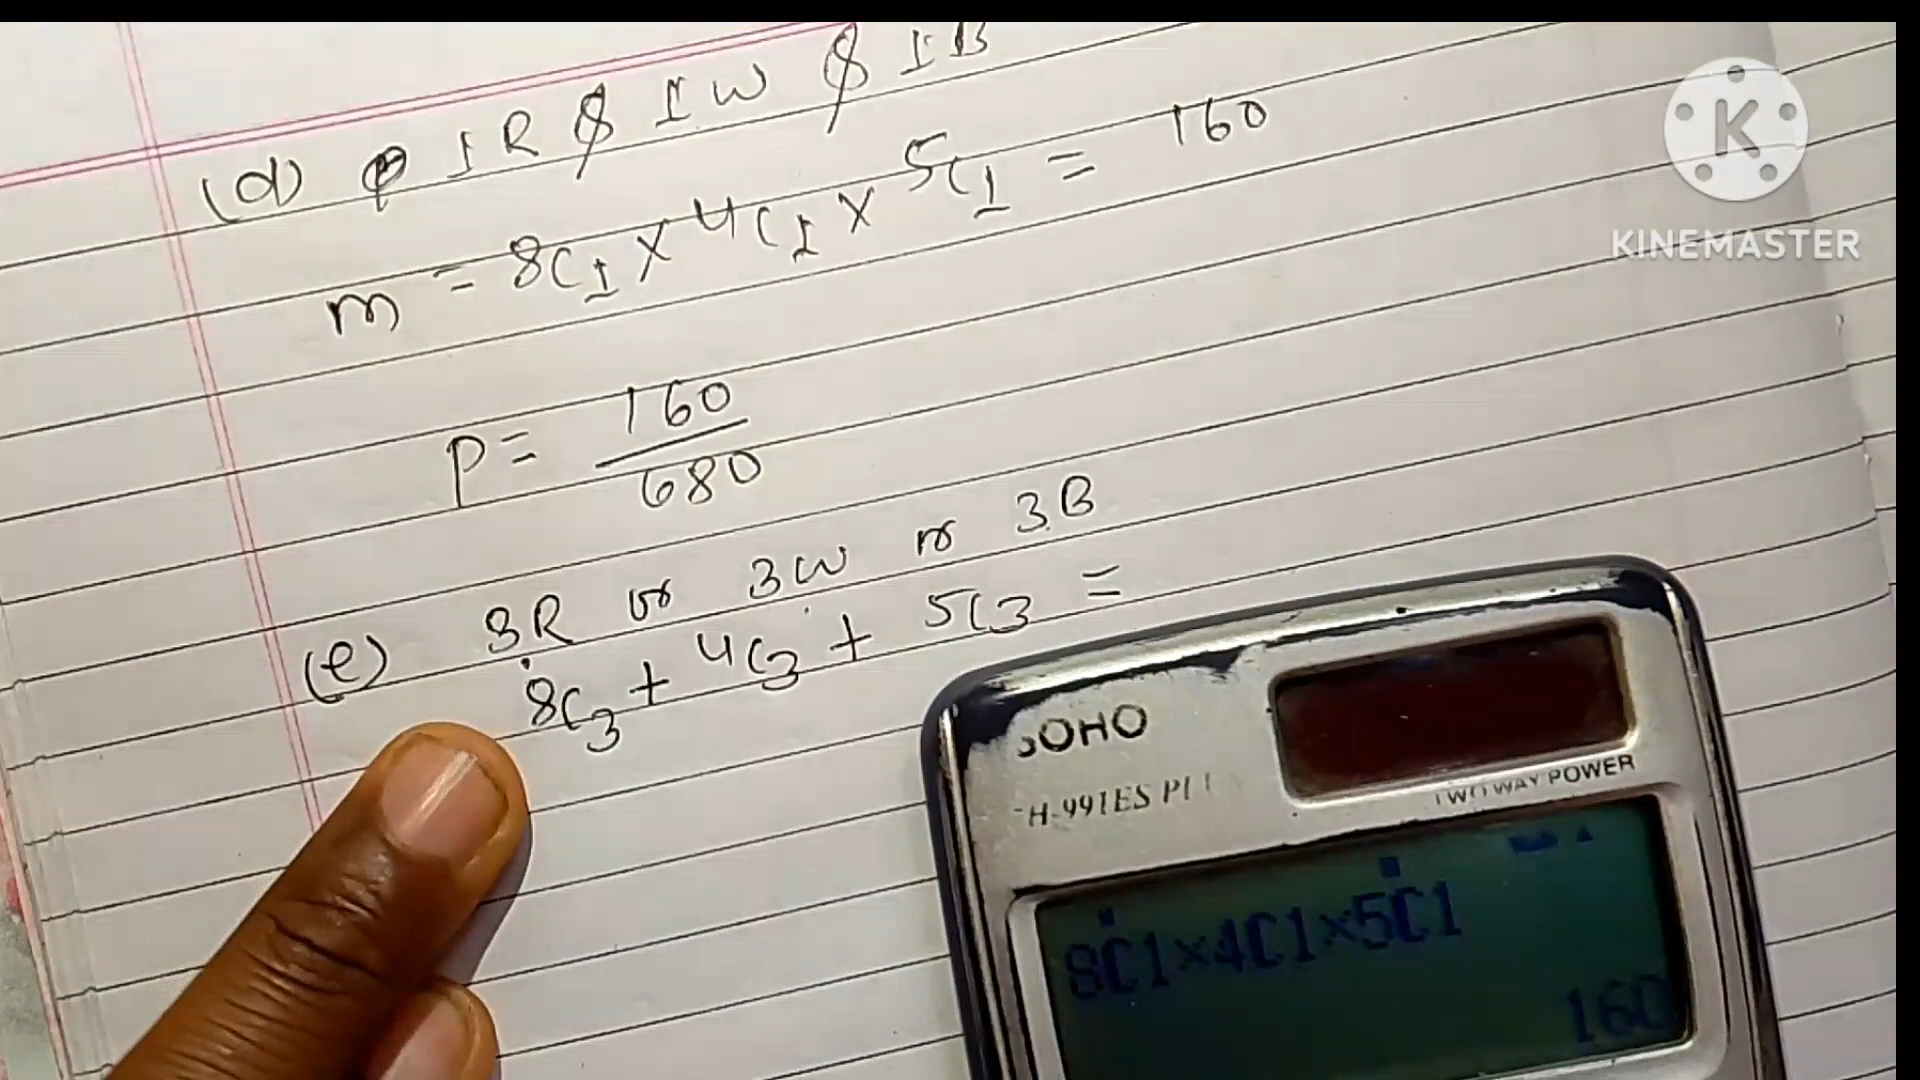 (d) 1R & 1W & 1B
m = 8C1 x 4C1 x 5C1 = 160
P = 160/680
(e) 3R or 3W or 3B
8C3 + 4C3 + 5C3 =
KINEMASTER
SOHO
TWO WAY POWER
8C1×4C1×5C1
160